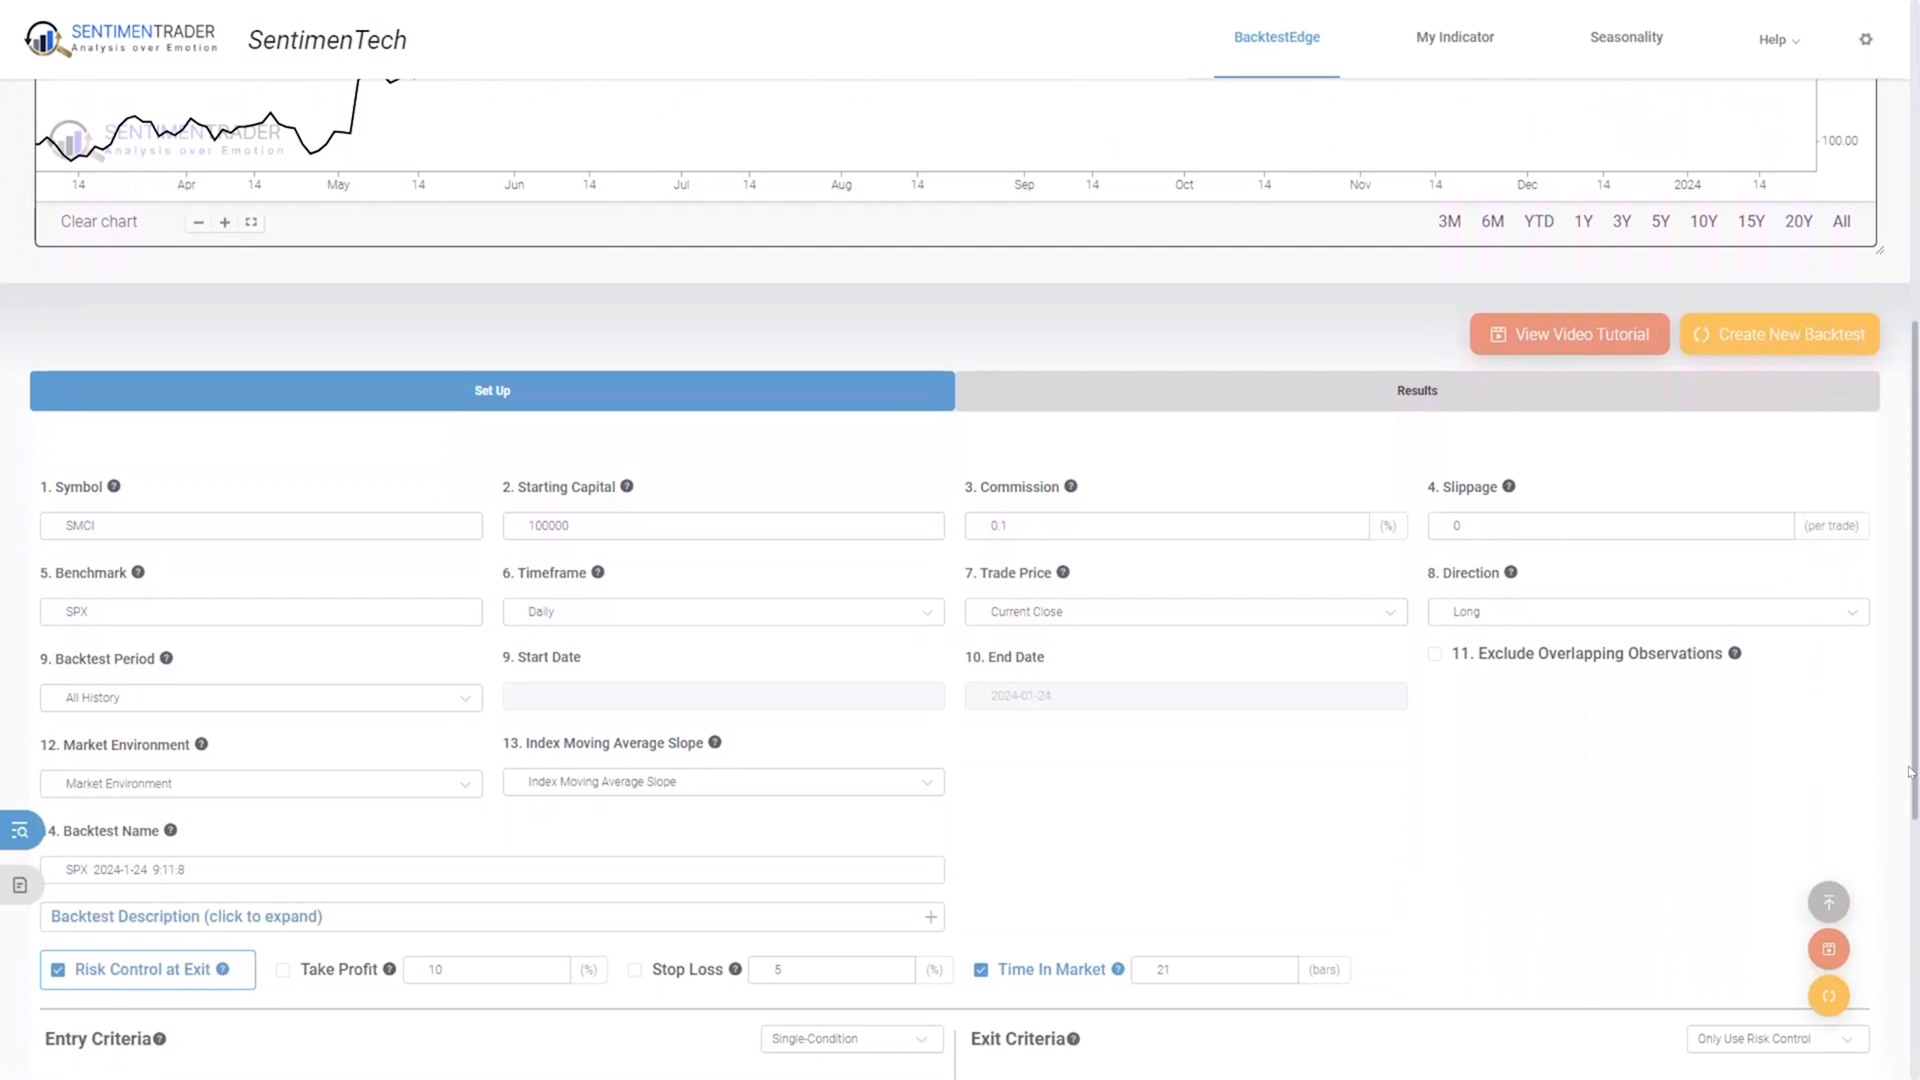 SENTIMENTRADER
Analysis over Emotion
SentimenTech
BacktestEdge
My Indicator
Seasonality
Help
SENTIMENTRADER
Analysis over Emotion
100.00
14 Apr 14 May 14 Jun 14 Jul 14 Aug 14 Sep 14 Oct 14 Nov 14 Dec 14 2024 14
Clear chart
3M 6M YTD 1Y 3Y 5Y 10Y 15Y 20Y All
View Video Tutorial
Create New Backtest
Set Up
Results
1. Symbol
2. Starting Capital
3. Commission
4. Slippage
SMCI
100000
0.1 (%)
0 (per trade)
5. Benchmark
6. Timeframe
7. Trade Price
8. Direction
SPX
Daily
Current Close
Long
9. Backtest Period
9. Start Date
10. End Date
11. Exclude Overlapping Observations
All History
2024-01-24
12. Market Environment
13. Index Moving Average Slope
Market Environment
Index Moving Average Slope
4. Backtest Name
SPX 2024-1-24 9:11:8
Backtest Description (click to expand)
Risk Control at Exit
Take Profit 10 (%)
Stop Loss 5 (%)
Time In Market 21 (bars)
Entry Criteria
Single-Condition
Exit Criteria
Only Use Risk Control